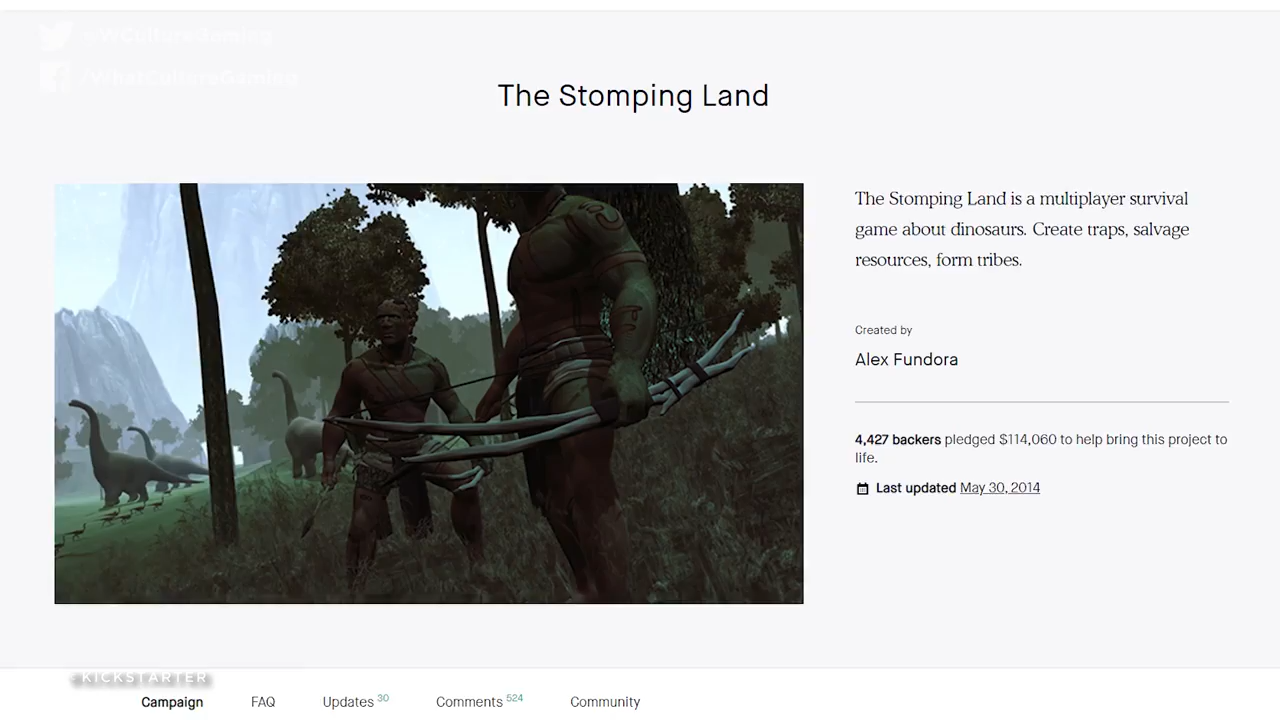 /WhatCultureGaming
The Stomping Land
The Stomping Land is a multiplayer survival
game about dinosaurs. Create traps, salvage
resources, form tribes.
Created by
Alex Fundora
4,427 backers pledged $114,060 to help bring this project to
life.
Last updated May 30, 2014
- KICKSTARTER
Campaign FAQ Updates 30 Comments 524 Community